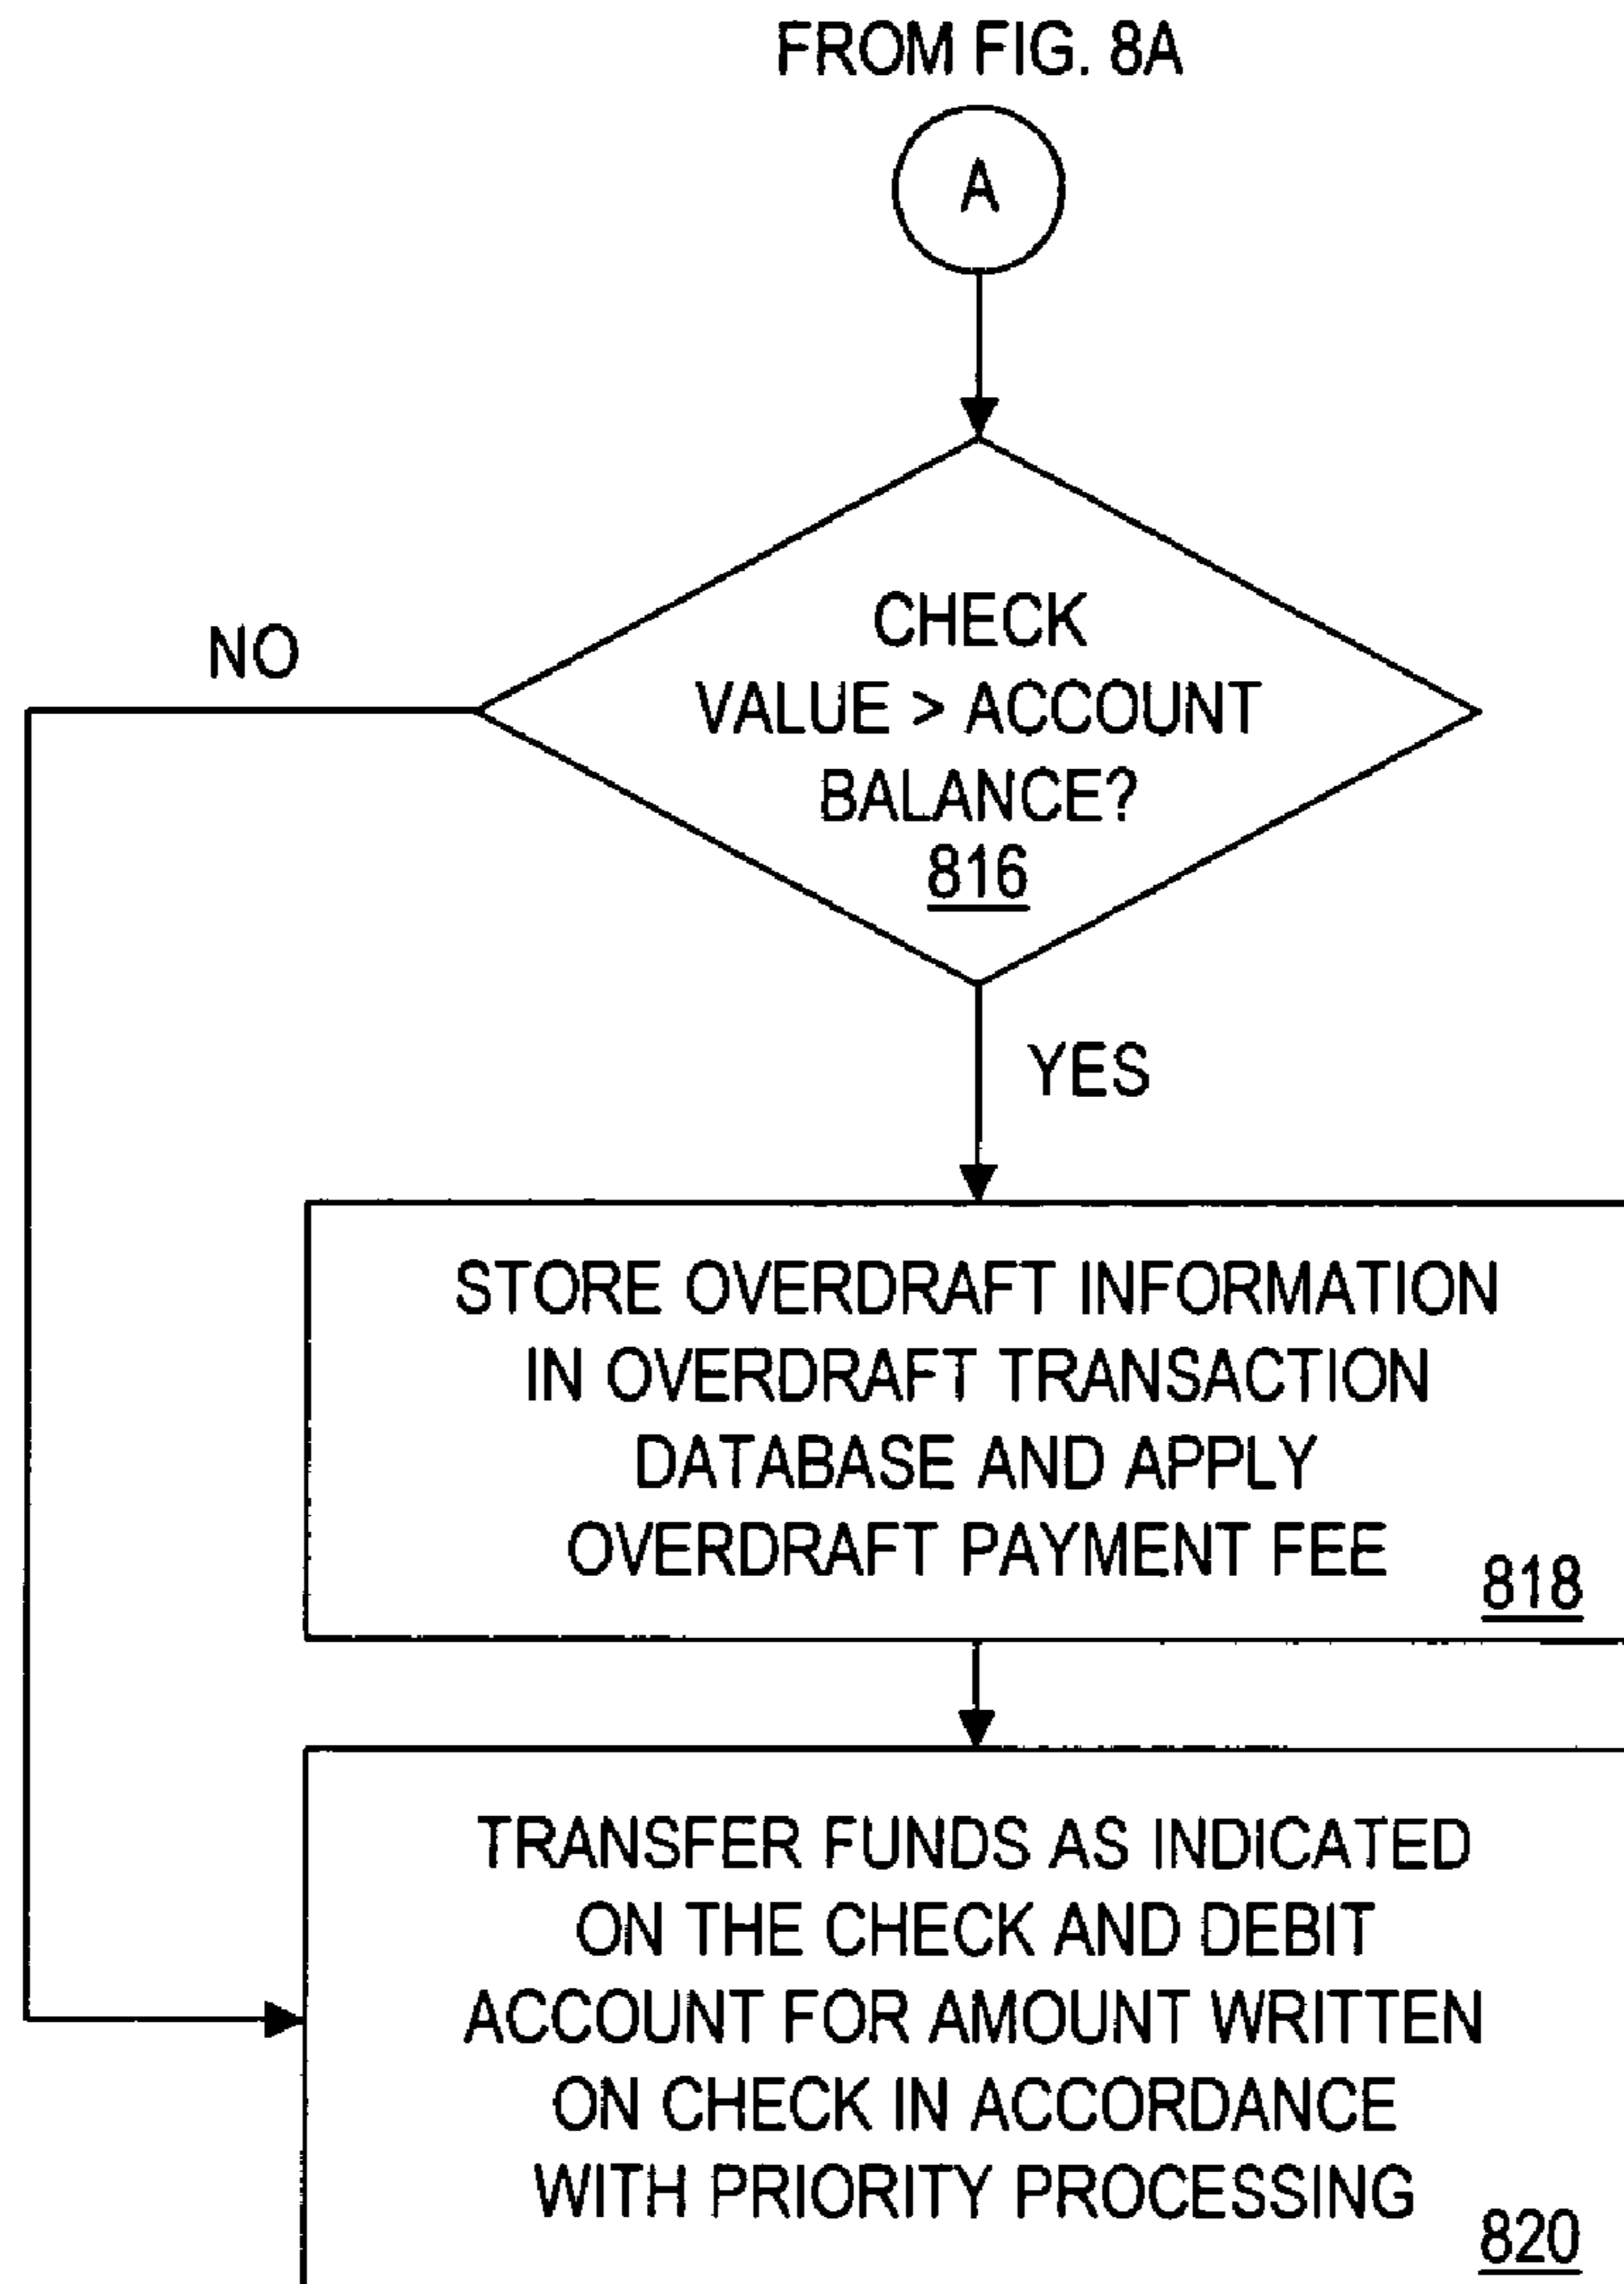 FROM FIG. 8A
A
CHECK
VALUE > ACCOUNT
BALANCE?
816
NO
YES
STORE OVERDRAFT INFORMATION
IN OVERDRAFT TRANSACTION
DATABASE AND APPLY
OVERDRAFT PAYMENT FEE
818
TRANSFER FUNDS AS INDICATED
ON THE CHECK AND DEBIT
ACCOUNT FOR AMOUNT WRITTEN
ON CHECK IN ACCORDANCE
WITH PRIORITY PROCESSING
820